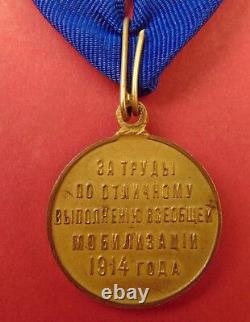 ЗА ТРУДЫ
ПО ОТЛИЧНОМУ
ВЫПОЛНЕНІЮ ВСЕОБЩЕЙ
МОБИЛИЗАЦІИ
1914 ГОДА